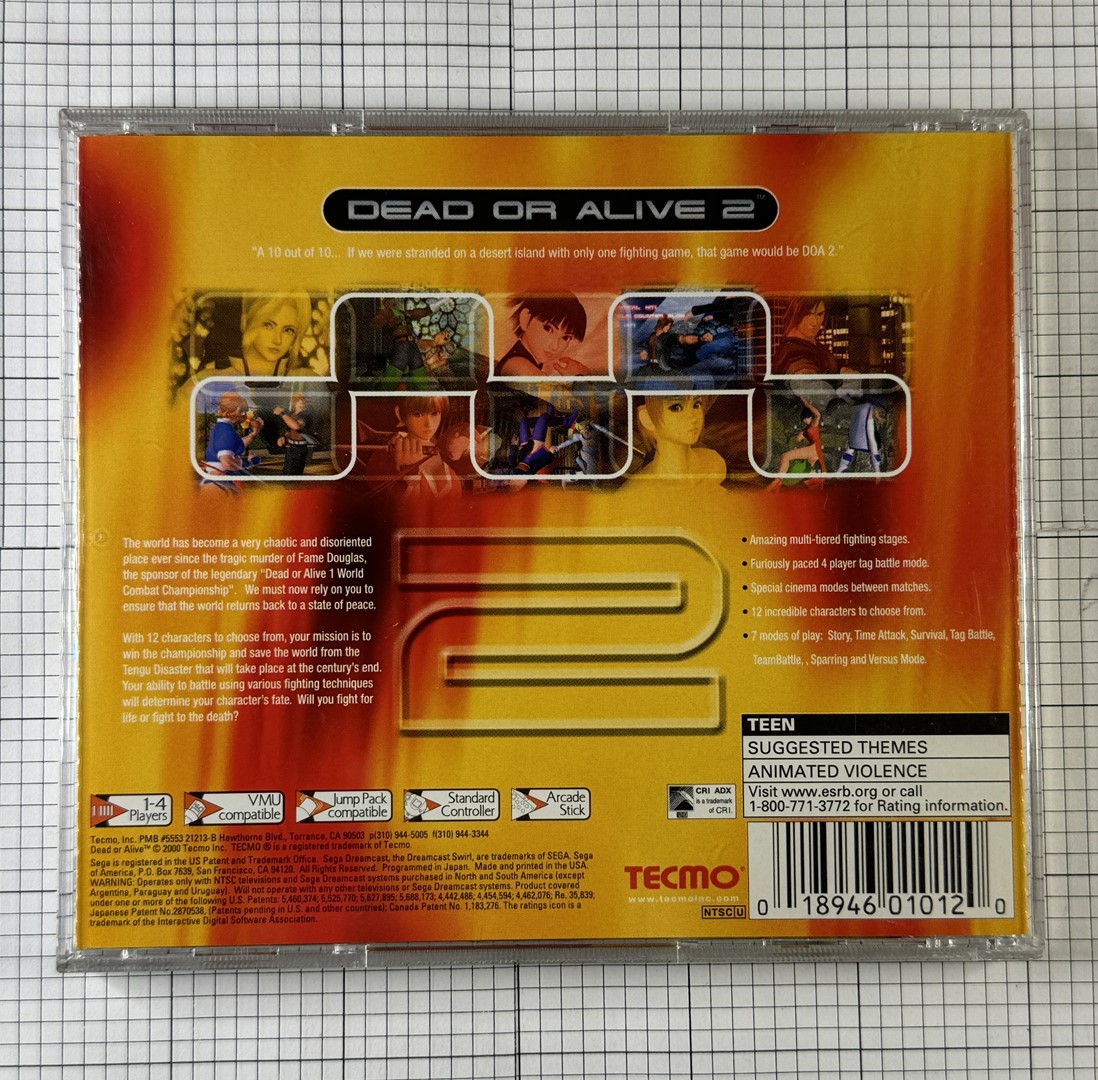 DEAD OR ALIVE 2™
"A 10 out of 10... If we were stranded on a desert island with only one fighting game, that game would be DOA 2."
The world has become a very chaotic and disoriented
place ever since the tragic murder of Fame Douglas,
the sponsor of the legendary "Dead or Alive 1 World
Combat Championship". We must now rely on you to
ensure that the world returns back to a state of peace.
With 12 characters to choose from, your mission is to
win the championship and save the world from the
Tengu Disaster that will take place at the century's end.
Your ability to battle using various fighting techniques
will determine your character's fate. Will you fight for
life or fight to the death?
2
• Amazing multi-tiered fighting stages.
• Furiously paced 4 player tag battle mode.
• Special cinema modes between matches.
• 12 incredible characters to choose from.
• 7 modes of play: Story, Time Attack, Survival, Tag Battle,
TeamBattle, , Sparring and Versus Mode.
TEEN
SUGGESTED THEMES
ANIMATED VIOLENCE
Visit www.esrb.org or call
1-800-771-3772 for Rating information.
1-4
Players
VMU
compatible
Jump Pack
compatible
Standard
Controller
Arcade
Stick
CRI ADX
is a trademark
of CRI.
Tecmo, Inc. PMB #5553 21213-B Hawthorne Blvd., Torrance, CA 90503 p(310) 944-5005 f(310) 944-3344
Dead or Alive™ © 2000 Tecmo Inc. TECMO ® is a registered trademark of Tecmo.
Sega is registered in the US Patent and Trademark Office. Sega Dreamcast, the Dreamcast Swirl, are trademarks of SEGA. Sega
of America, P.O. Box 7639, San Francisco, CA 94120. All Rights Reserved. Programmed in Japan. Made and printed in the USA.
WARNING: Operates only with NTSC televisions and Sega Dreamcast systems purchased in North and South America (except
Argentina, Paraguay and Uruguay). Will not operate with any other televisions or Sega Dreamcast systems. Product covered
under one or more of the following U.S. Patents: 5,460,374; 5,525,770; 5,627,895; 5,688,173; 4,442,486; 4,454,594; 4,462,076; Re. 35,839;
Japanese Patent No.2870538, (Patents pending in U.S. and other countries); Canada Patent No. 1,183,276. The ratings icon is a
trademark of the Interactive Digital Software Association.
TECMO®
www.tecmoinc.com
NTSC U
0 18946 01012 0